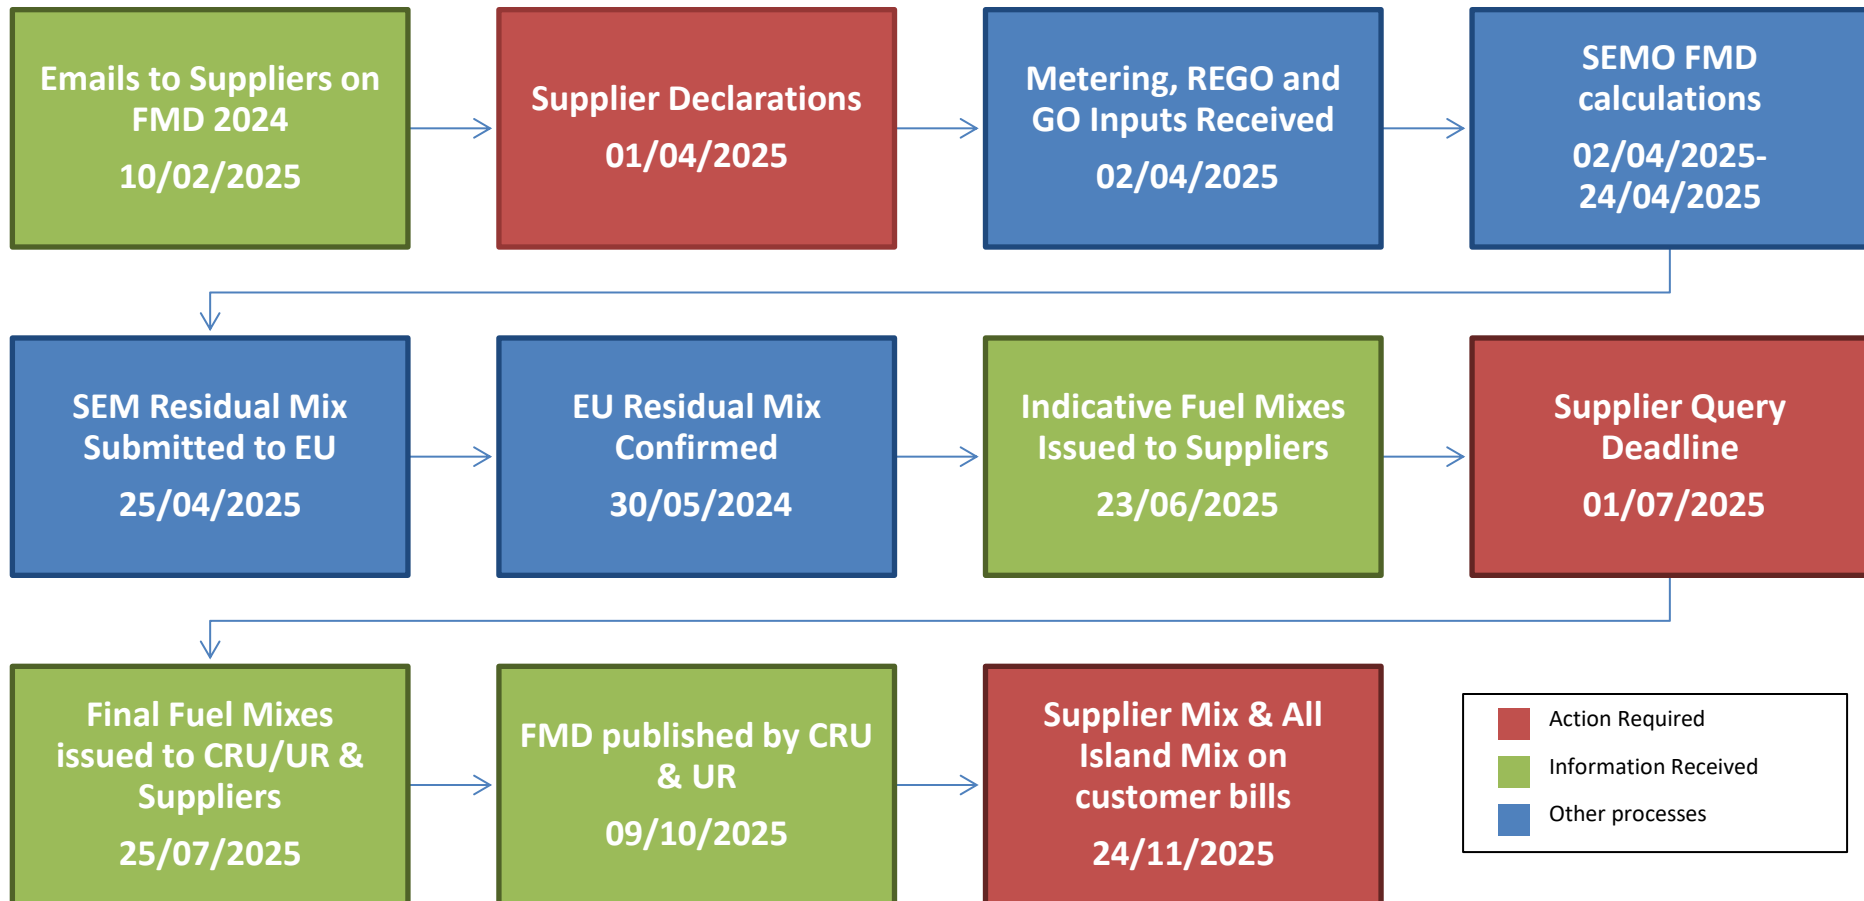 Emails to Suppliers on
FMD 2024
10/02/2025
Supplier Declarations
01/04/2025
Metering, REGO and
GO Inputs Received
02/04/2025
SEMO FMD
calculations
02/04/2025-
24/04/2025
SEM Residual Mix
Submitted to EU
25/04/2025
EU Residual Mix
Confirmed
30/05/2024
Indicative Fuel Mixes
Issued to Suppliers
23/06/2025
Supplier Query
Deadline
01/07/2025
Final Fuel Mixes
issued to CRU/UR &
Suppliers
25/07/2025
FMD published by CRU
& UR
09/10/2025
Supplier Mix & All
Island Mix on
customer bills
24/11/2025
Action Required
Information Received
Other processes